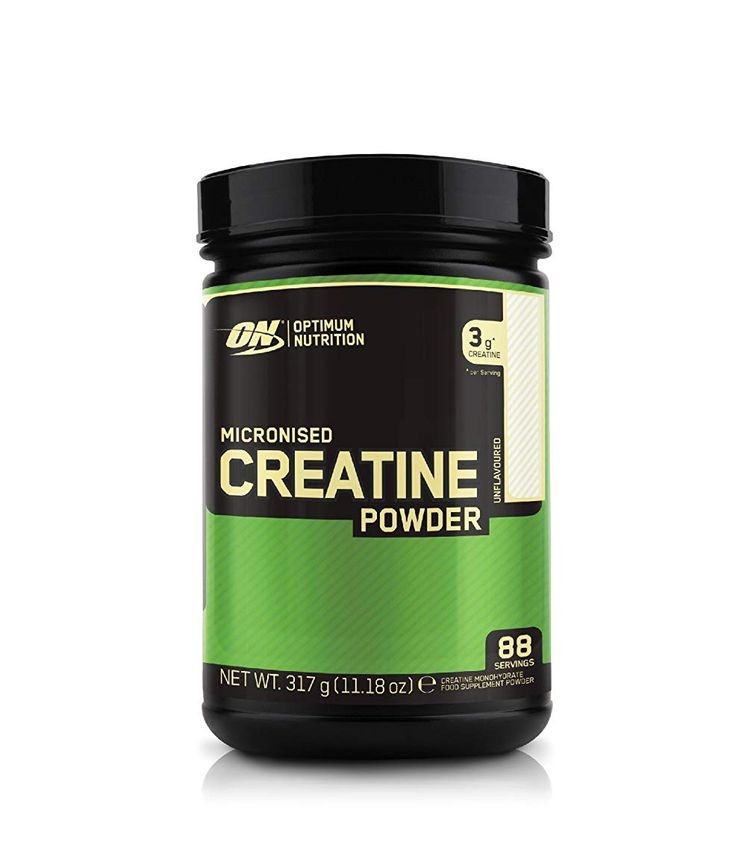 ON® OPTIMUM
NUTRITION
3 g*
CREATINE
* per Serving
MICRONISED
CREATINE
POWDER
UNFLAVOURED
88
SERVINGS
NET WT. 317 g (11.18 oz) ℮
CREATINE MONOHYDRATE
FOOD SUPPLEMENT POWDER